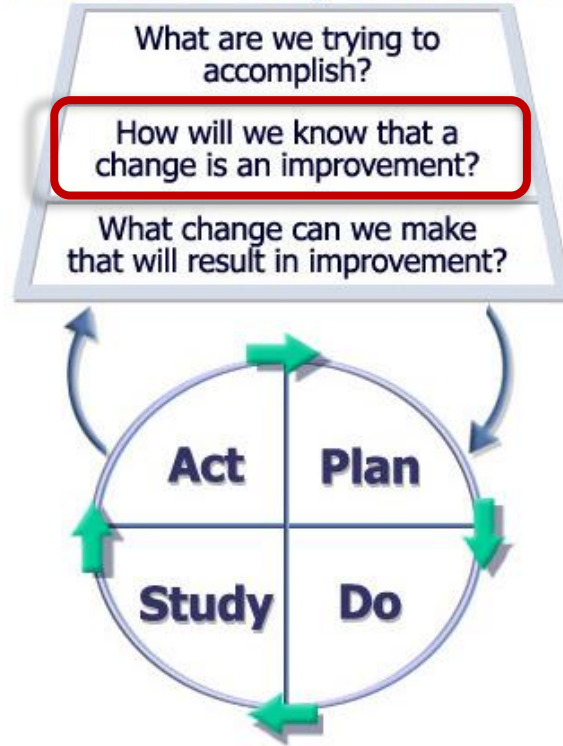 What are we trying to
accomplish?
How will we know that a
change is an improvement?
What change can we make
that will result in improvement?
Act
Plan
Study
Do